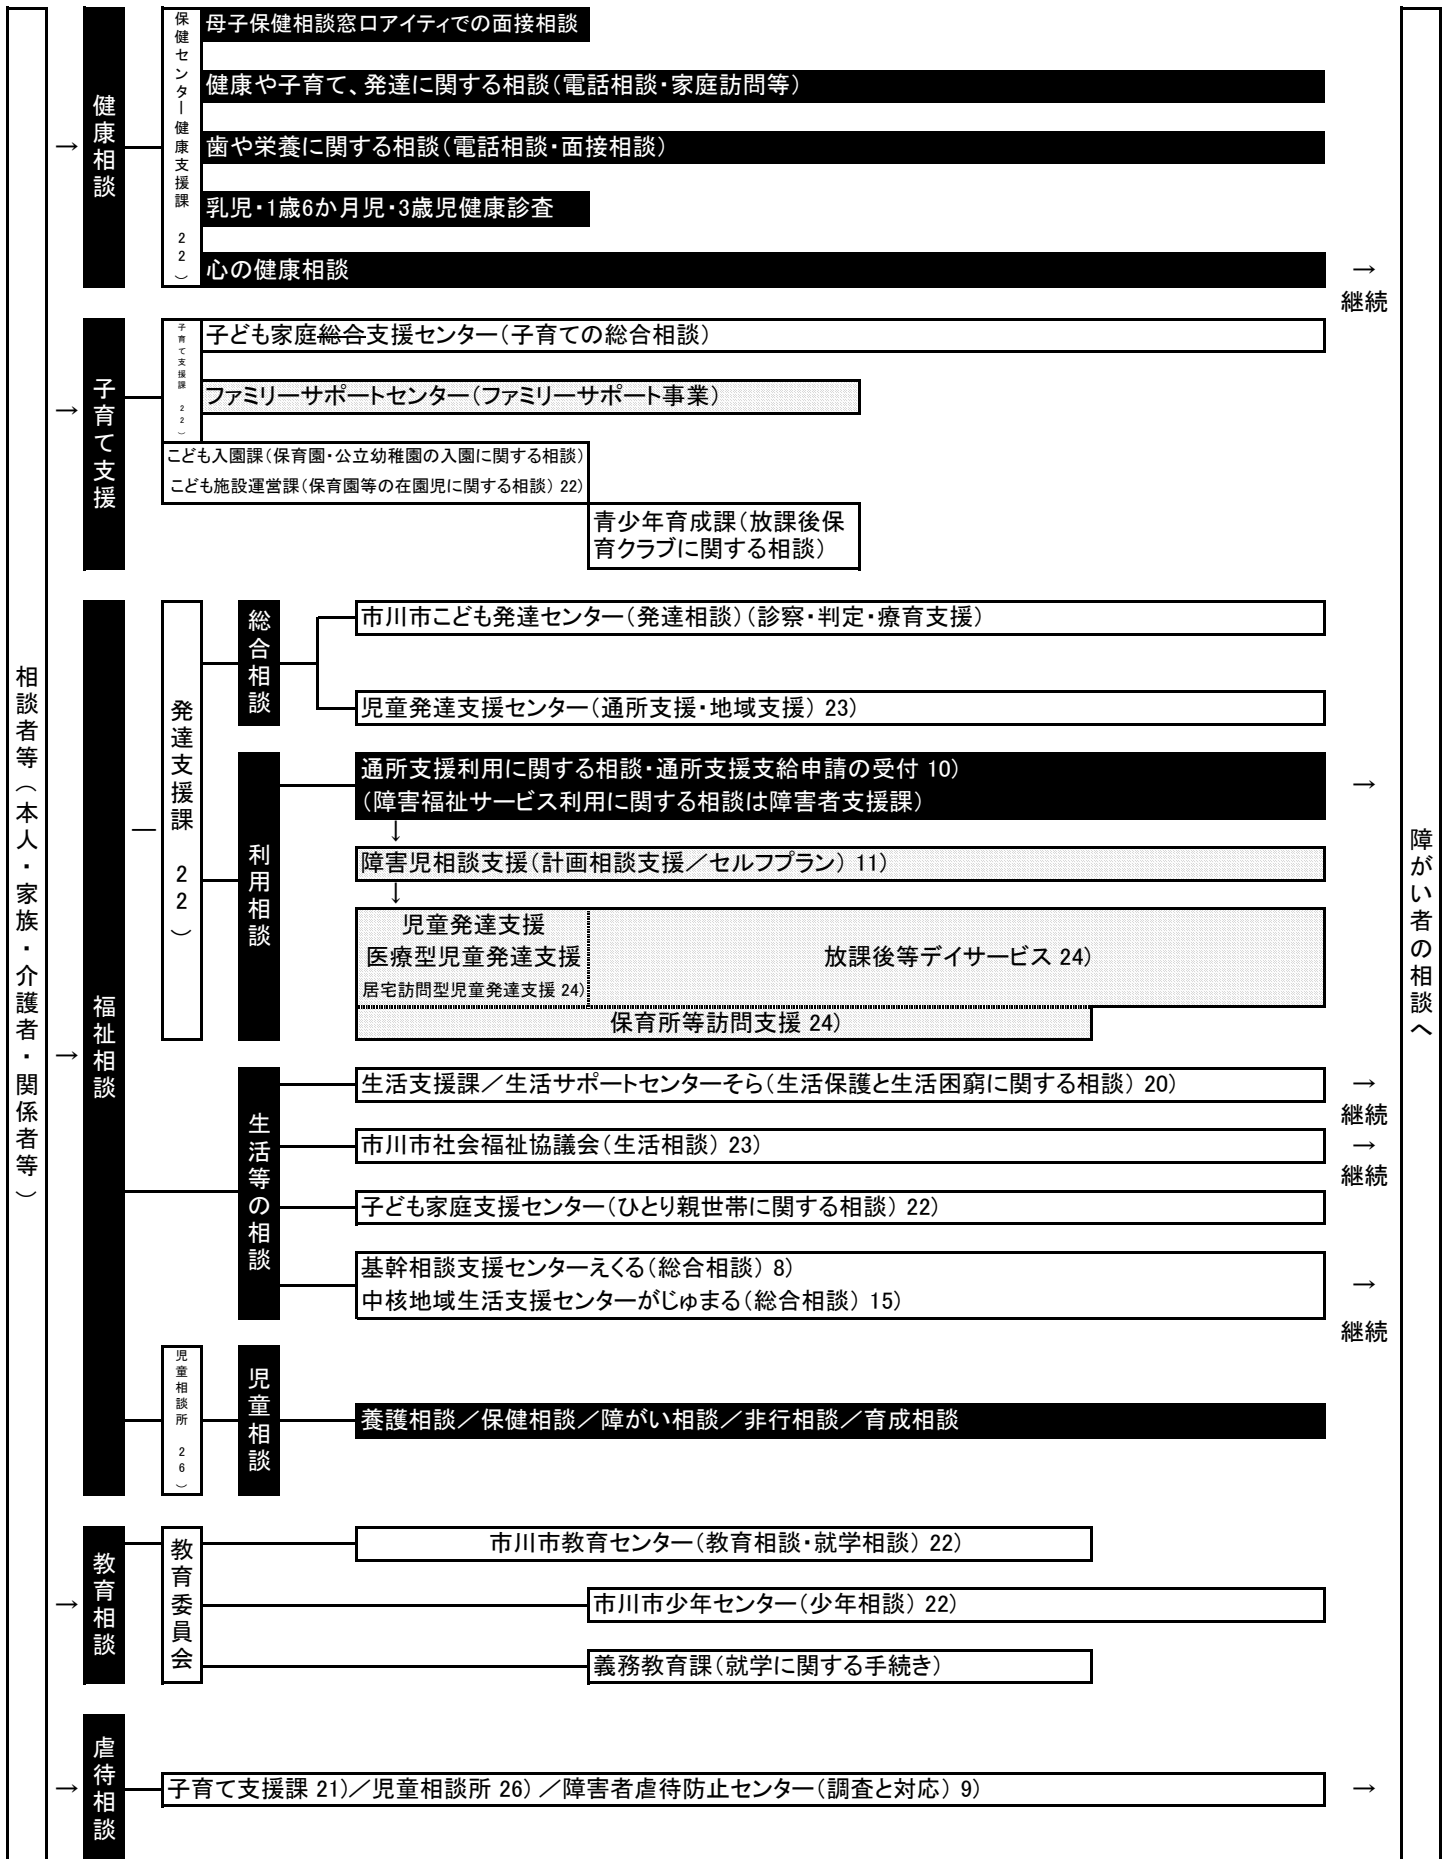 相談者等（本人・家族・介護者・関係者等）
→
健康相談
保健センター健康支援課 22）
母子保健相談窓口アイティでの面接相談
健康や子育て、発達に関する相談（電話相談・家庭訪問等）
歯や栄養に関する相談（電話相談・面接相談）
乳児・1歳6か月児・3歳児健康診査
心の健康相談
→
継続
→
子育て支援
子育て支援課 22）
子ども家庭総合支援センター（子育ての総合相談）
ファミリーサポートセンター（ファミリーサポート事業）
こども入園課（保育園・公立幼稚園の入園に関する相談）
こども施設運営課（保育園等の在園児に関する相談） 22）
青少年育成課（放課後保
育クラブに関する相談）
→
福祉相談
発達支援課 22）
総合相談
市川市こども発達センター（発達相談）（診察・判定・療育支援）
児童発達支援センター（通所支援・地域支援） 23）
利用相談
通所支援利用に関する相談・通所支援支給申請の受付 10）
（障害福祉サービス利用に関する相談は障害者支援課）
→
↓
障害児相談支援（計画相談支援／セルフプラン） 11）
↓
児童発達支援
医療型児童発達支援
居宅訪問型児童発達支援 24）
放課後等デイサービス 24）
保育所等訪問支援 24）
生活等の相談
生活支援課／生活サポートセンターそら（生活保護と生活困窮に関する相談） 20）
→
継続
市川市社会福祉協議会（生活相談） 23）
→
継続
子ども家庭支援センター（ひとり親世帯に関する相談） 22）
基幹相談支援センターえくる（総合相談） 8）
中核地域生活支援センターがじゅまる（総合相談） 15）
→
継続
児童相談所 26）
児童相談
養護相談／保健相談／障がい相談／非行相談／育成相談
→
教育相談
教育委員会
市川市教育センター（教育相談・就学相談） 22）
市川市少年センター（少年相談） 22）
義務教育課（就学に関する手続き）
→
虐待相談
子育て支援課 21）／児童相談所 26） ／障害者虐待防止センター（調査と対応） 9）
→
障がい者の相談へ